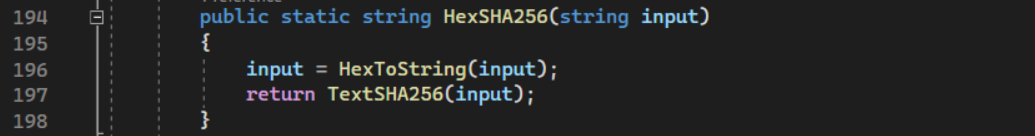 194 public static string HexSHA256(string input)
195 {
196 input = HexToString(input);
197 return TextSHA256(input);
198 }